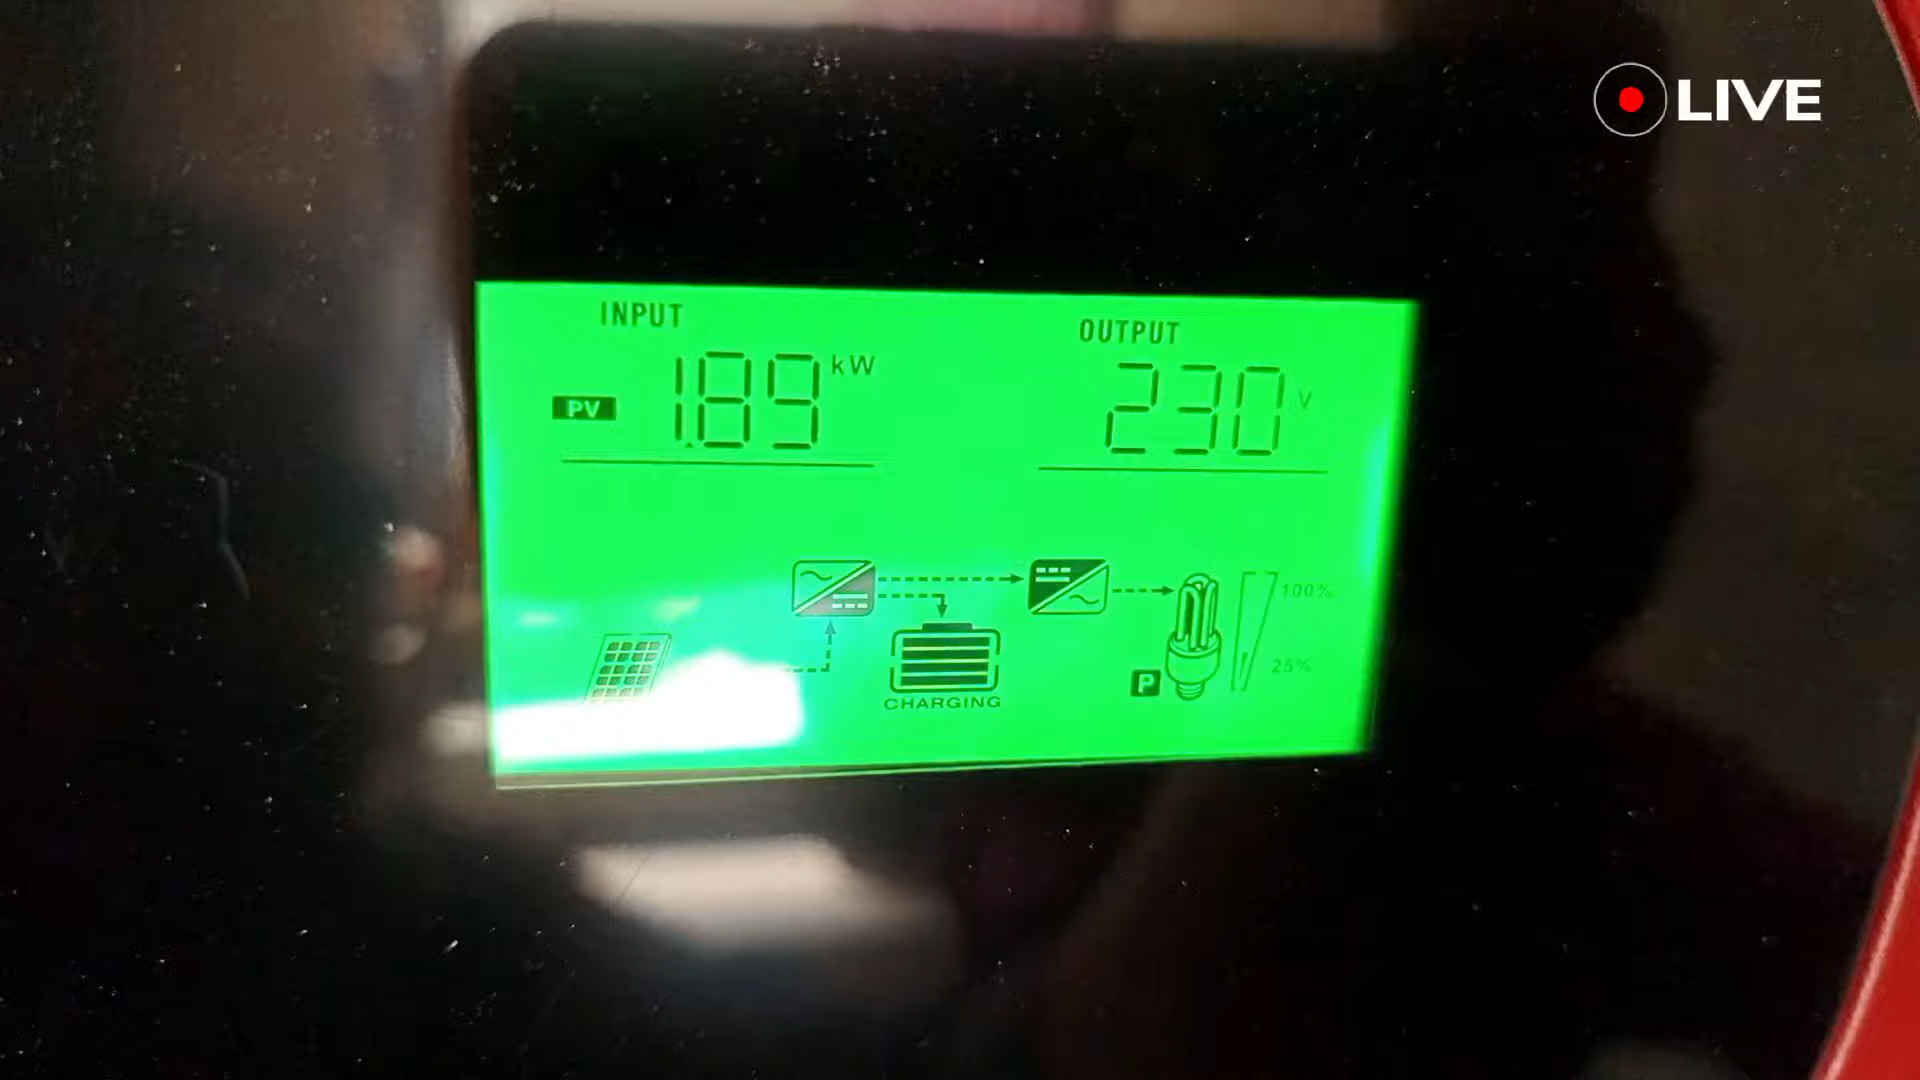 LIVE
INPUT
OUTPUT
PV 1.89 kW
230 V
100%
25%
P
CHARGING